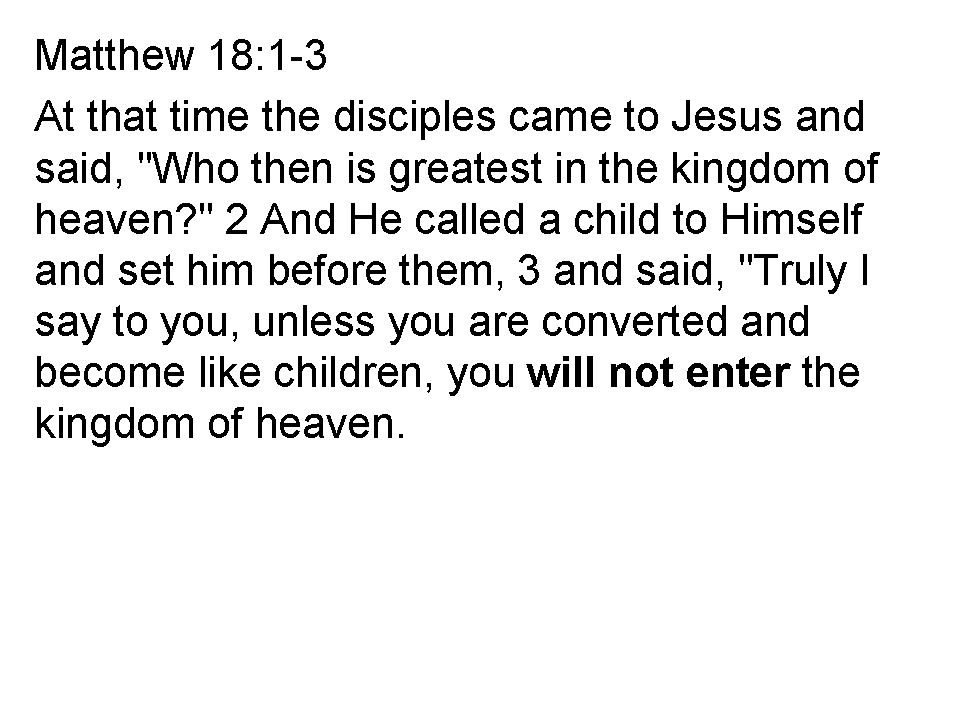 Matthew 18:1-3
At that time the disciples came to Jesus and
said, "Who then is greatest in the kingdom of
heaven?" 2 And He called a child to Himself
and set him before them, 3 and said, "Truly I
say to you, unless you are converted and
become like children, you will not enter the
kingdom of heaven.